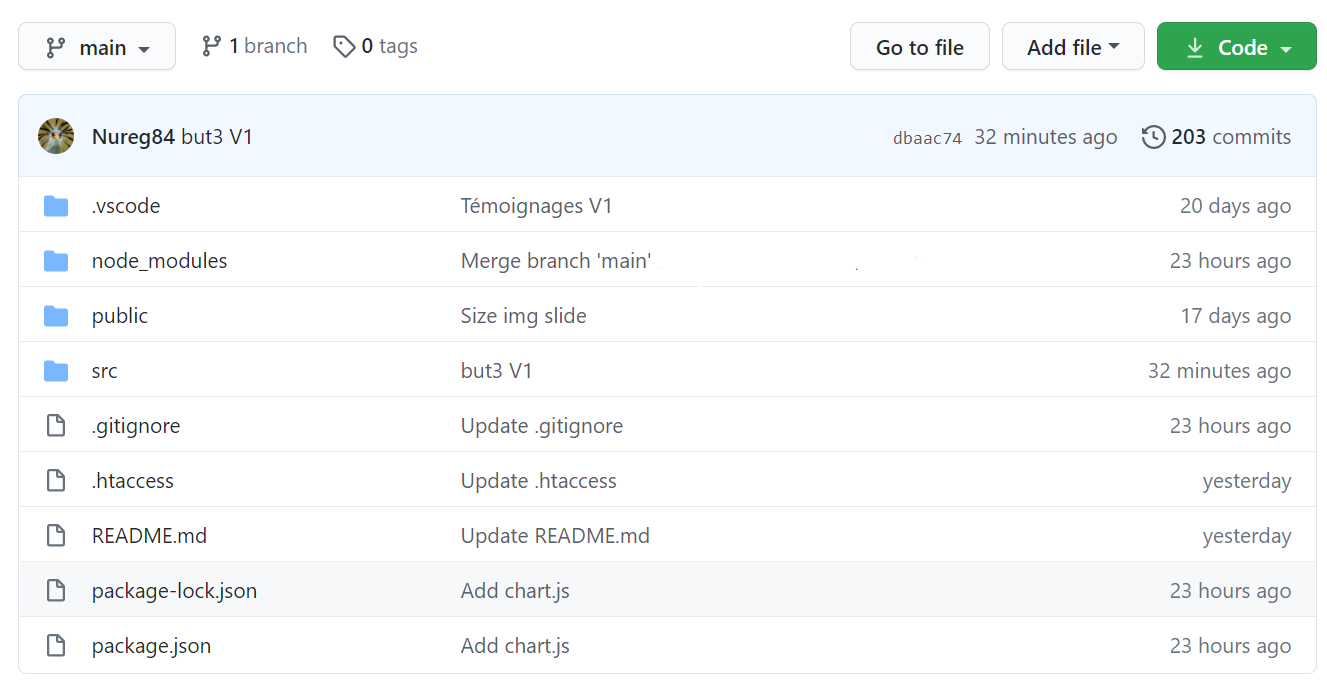 main 1 branch 0 tags Go to file Add file Code
Nureg84 but3 V1 dbaac74 32 minutes ago 203 commits
.vscode Témoignages V1 20 days ago
node_modules Merge branch 'main' 23 hours ago
public Size img slide 17 days ago
src but3 V1 32 minutes ago
.gitignore Update .gitignore 23 hours ago
.htaccess Update .htaccess yesterday
README.md Update README.md yesterday
package-lock.json Add chart.js 23 hours ago
package.json Add chart.js 23 hours ago